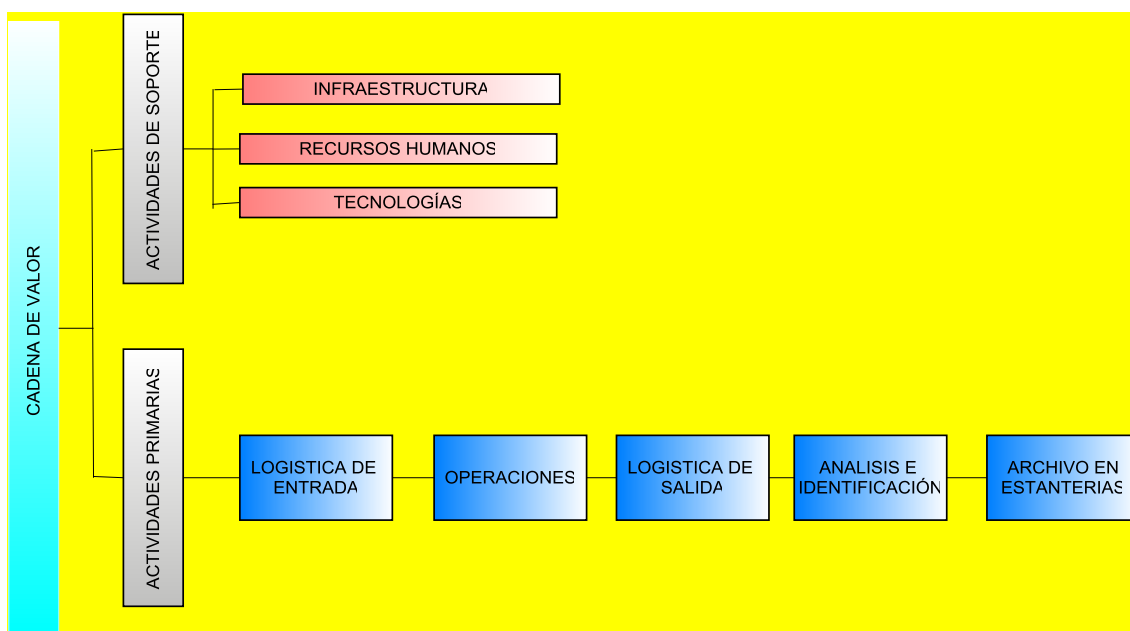 CADENA DE VALOR
ACTIVIDADES DE SOPORTE
INFRAESTRUCTURA
RECURSOS HUMANOS
TECNOLOGÍAS
ACTIVIDADES PRIMARIAS
LOGISTICA DE
ENTRADA
OPERACIONES
LOGISTICA DE
SALIDA
ANALISIS E
IDENTIFICACIÓN
ARCHIVO EN
ESTANTERIAS